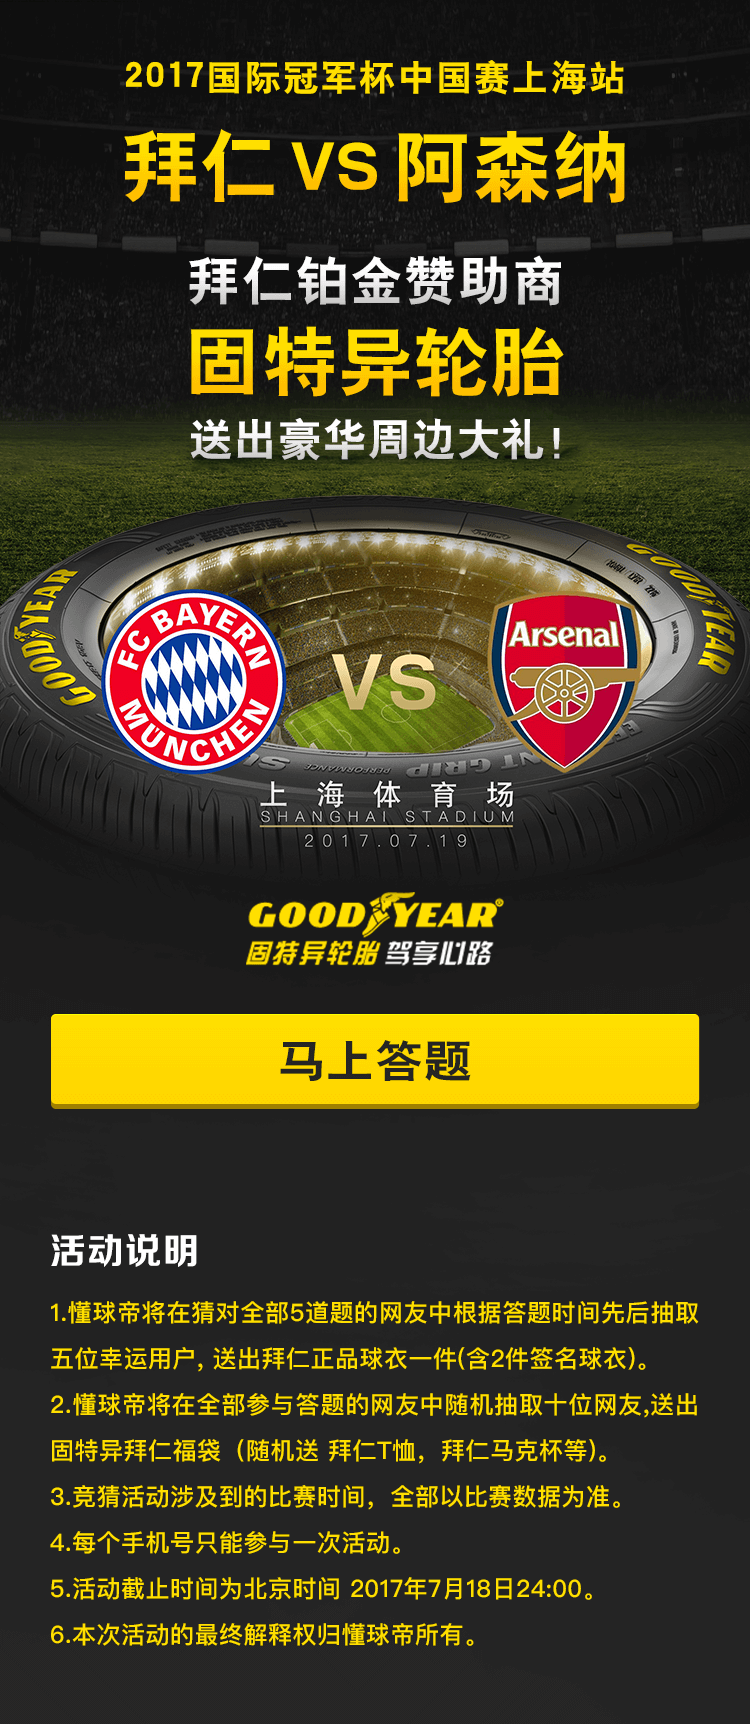 2017国际冠军杯中国赛上海站
拜仁 VS 阿森纳
拜仁铂金赞助商
固特异轮胎
送出豪华周边大礼!
GOODYEAR
GOODYEAR
FC BAYERN
MÜNCHEN
VS
Arsenal
PERFORMANCE
GRIP
上海体育场
SHANGHAI STADIUM
2017.07.19
GOODYEAR®
固特异轮胎 驾享心路
马上答题
活动说明
1.懂球帝将在猜对全部5道题的网友中根据答题时间先后抽取
五位幸运用户, 送出拜仁正品球衣一件(含2件签名球衣)。
2.懂球帝将在全部参与答题的网友中随机抽取十位网友,送出
固特异拜仁福袋（随机送 拜仁T恤，拜仁马克杯等)。
3.竞猜活动涉及到的比赛时间，全部以比赛数据为准。
4.每个手机号只能参与一次活动。
5.活动截止时间为北京时间 2017年7月18日24:00。
6.本次活动的最终解释权归懂球帝所有。